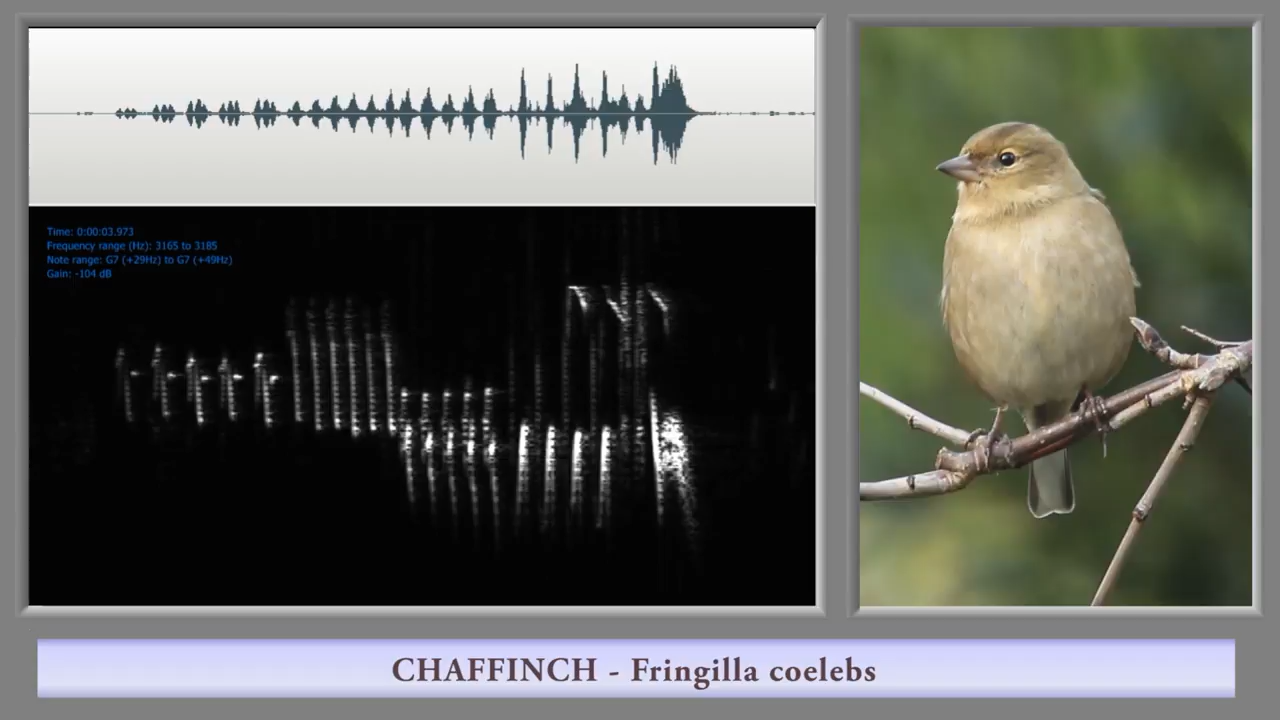 Time: 0:00:03.973
Frequency range (Hz): 3165 to 3185
Note range: G7 (+29Hz) to G7 (+49Hz)
Gain: -104 dB
CHAFFINCH - Fringilla coelebs